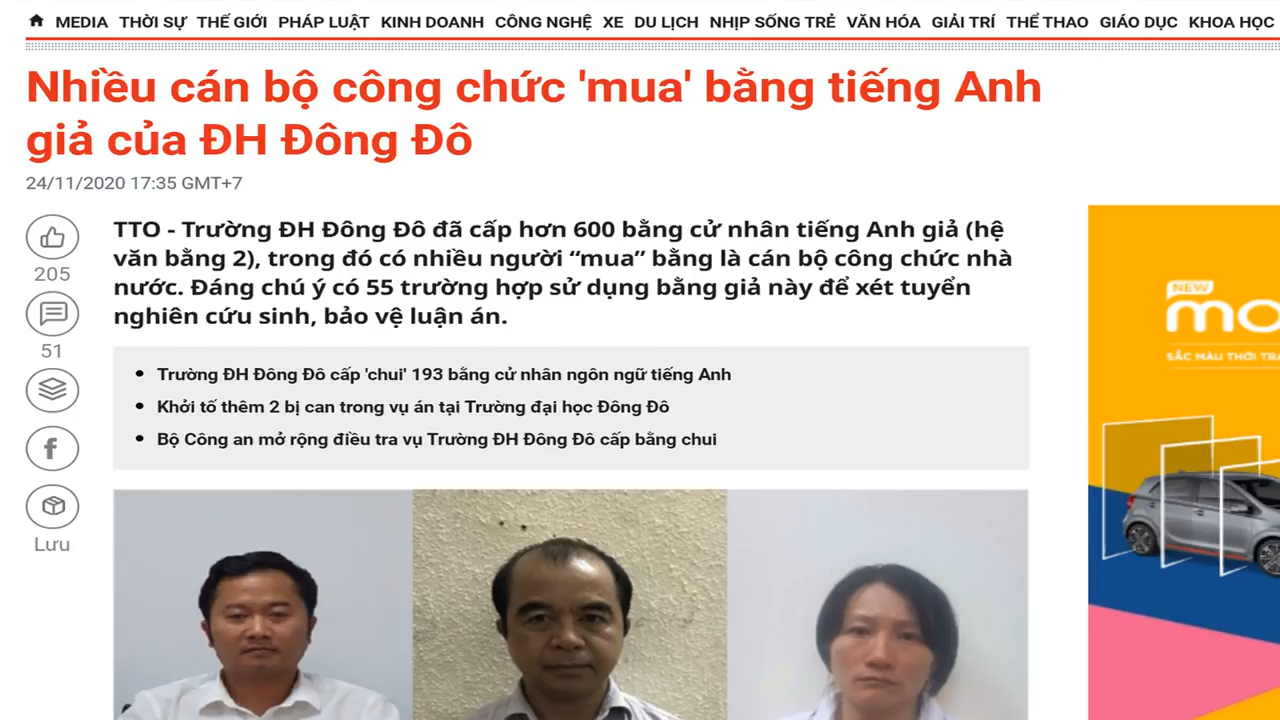 MEDIA THỜI SỰ THẾ GIỚI PHÁP LUẬT KINH DOANH CÔNG NGHỆ XE DU LỊCH NHỊP SỐNG TRẺ VĂN HÓA GIẢI TRÍ THỂ THAO GIÁO DỤC KHOA HỌC
Nhiều cán bộ công chức 'mua' bằng tiếng Anh
giả của ĐH Đông Đô
24/11/2020 17:35 GMT+7
TTO - Trường ĐH Đông Đô đã cấp hơn 600 bằng cử nhân tiếng Anh giả (hệ
văn bằng 2), trong đó có nhiều người “mua” bằng là cán bộ công chức nhà
nước. Đáng chú ý có 55 trường hợp sử dụng bằng giả này để xét tuyển
nghiên cứu sinh, bảo vệ luận án.
205
51
Lưu
• Trường ĐH Đông Đô cấp 'chui' 193 bằng cử nhân ngôn ngữ tiếng Anh
• Khởi tố thêm 2 bị can trong vụ án tại Trường đại học Đông Đô
• Bộ Công an mở rộng điều tra vụ Trường ĐH Đông Đô cấp bằng chui
NEW
mo
SẮC MÀU THỜI TRA